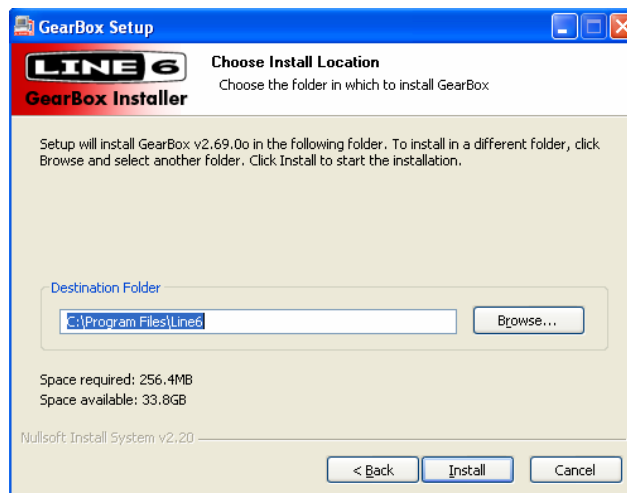 GearBox Setup
LINE 6
GearBox Installer
Choose Install Location
Choose the folder in which to install GearBox
Setup will install GearBox v2.69.0o in the following folder. To install in a different folder, click
Browse and select another folder. Click Install to start the installation.
Destination Folder
C:\Program Files\Line6
Browse...
Space required: 256.4MB
Space available: 33.8GB
Nullsoft Install System v2.20
< Back
Install
Cancel